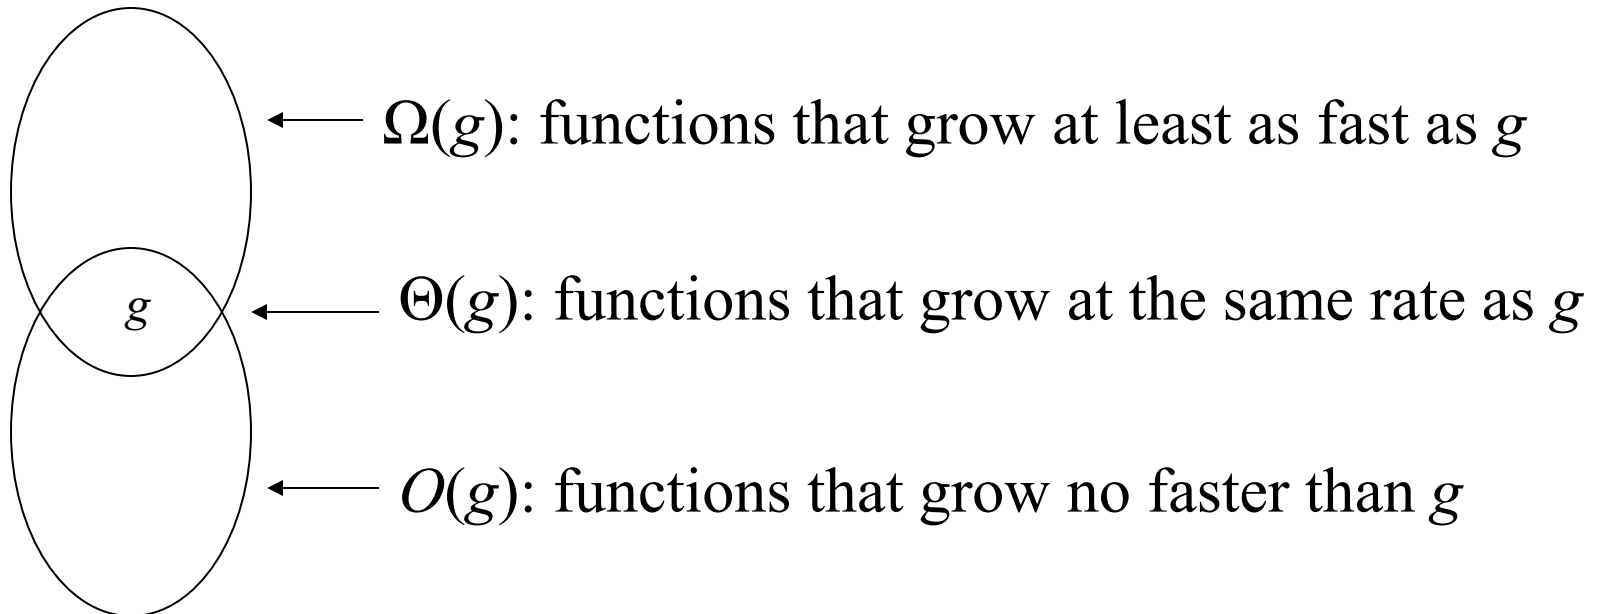 Ω(g): functions that grow at least as fast as g
g
Θ(g): functions that grow at the same rate as g
O(g): functions that grow no faster than g